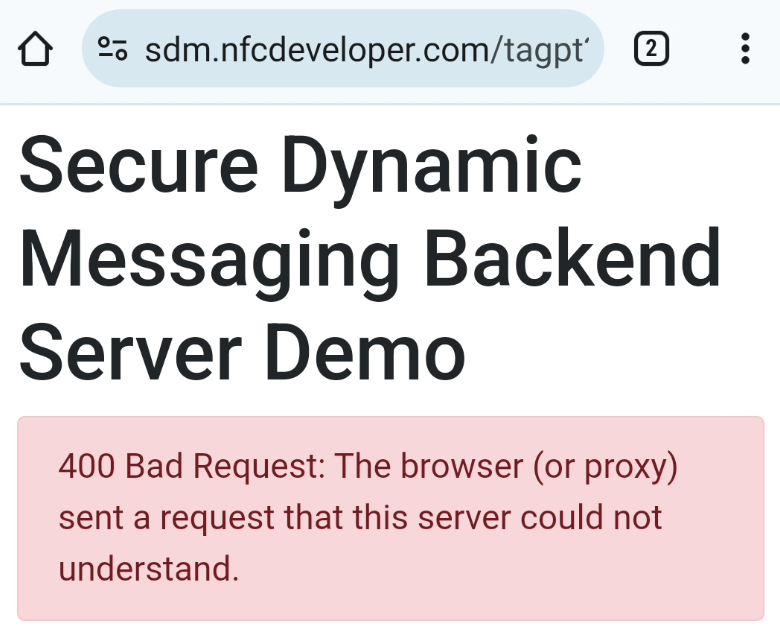 sdm.nfcdeveloper.com/tagpt
2
Secure Dynamic
Messaging Backend
Server Demo
400 Bad Request: The browser (or proxy)
sent a request that this server could not
understand.